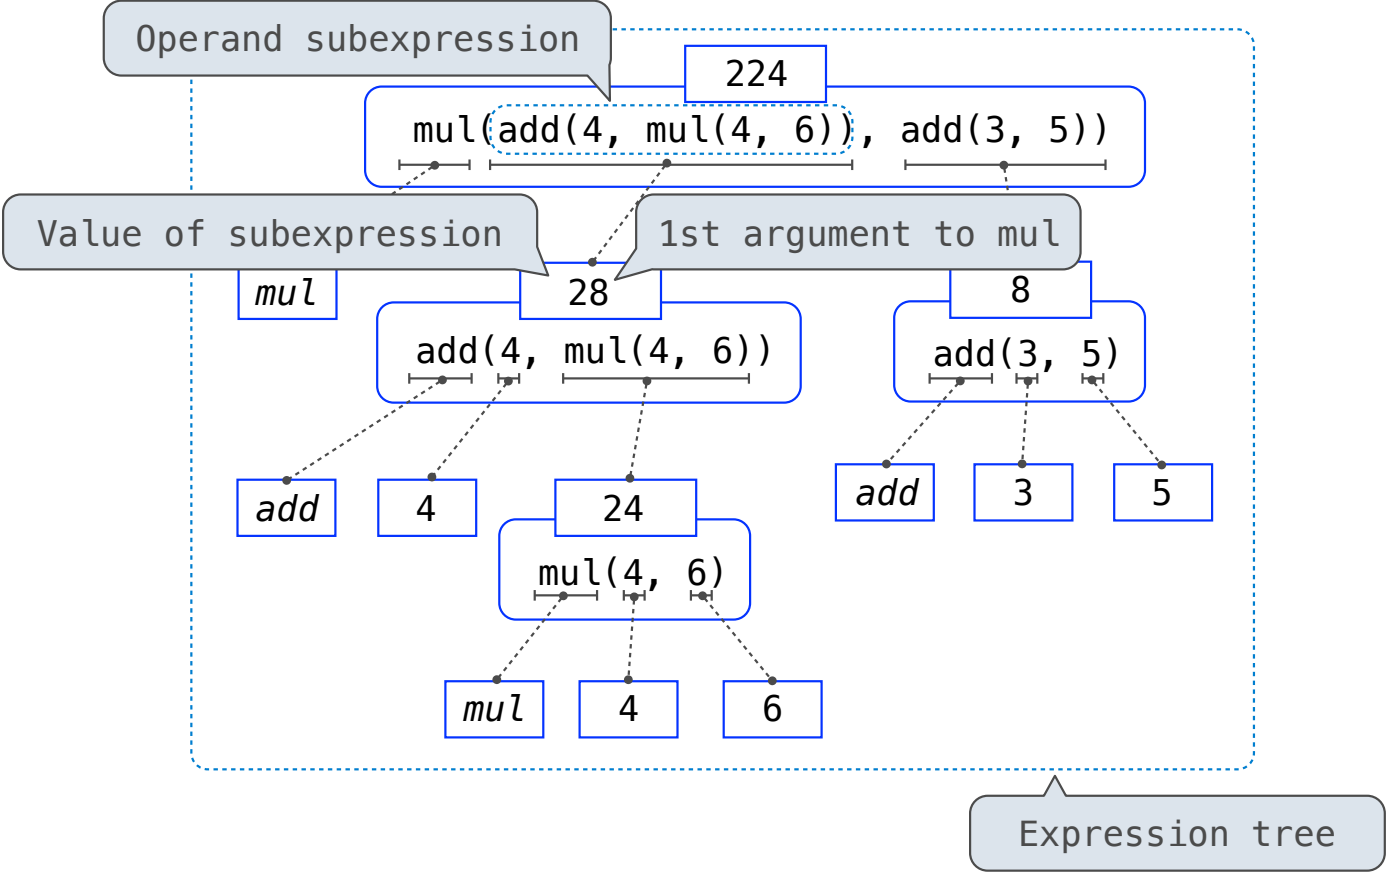 Operand subexpression
224
mul(add(4, mul(4, 6)), add(3, 5))
Value of subexpression
1st argument to mul
mul
28
8
add(4, mul(4, 6))
add(3, 5)
add
4
24
add
3
5
mul(4, 6)
mul
4
6
Expression tree